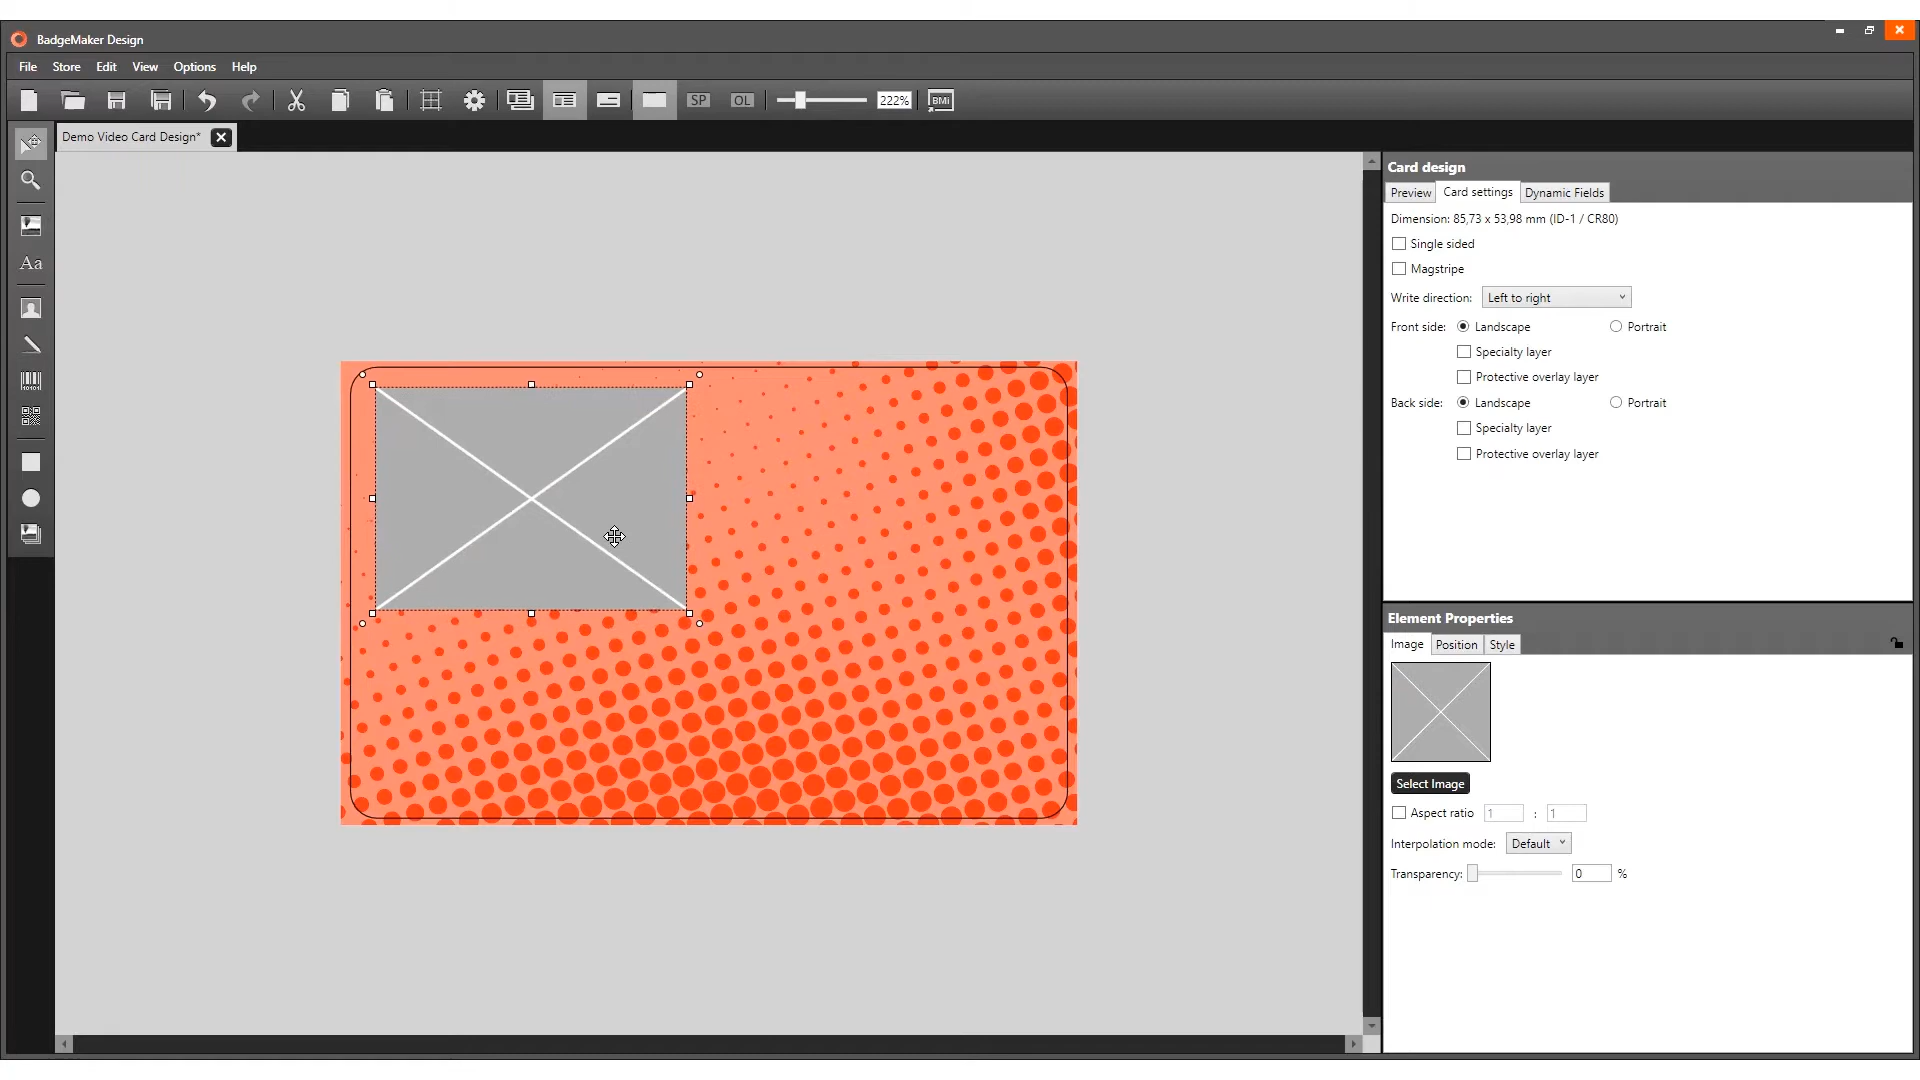 BadgeMaker Design
File Store Edit View Options Help
SP OL 222% BMi
Demo Video Card Design*
Aa
Card design
Preview Card settings Dynamic Fields
Dimension: 85,73 x 53,98 mm (ID-1 / CR80)
Single sided
Magstripe
Write direction: Left to right
Front side: Landscape Portrait
Specialty layer
Protective overlay layer
Back side: Landscape Portrait
Specialty layer
Protective overlay layer
Element Properties
Image Position Style
Select Image
Aspect ratio 1 : 1
Interpolation mode: Default
Transparency: 0 %